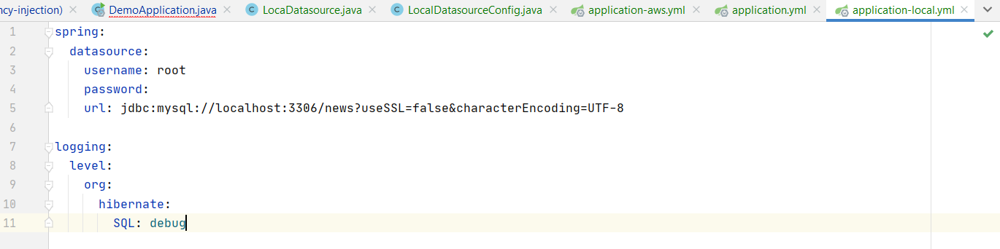 ncy-injection) DemoApplication.java LocaDatasource.java LocalDatasourceConfig.java application-aws.yml application.yml application-local.yml
1 spring:
2 datasource:
3 username: root
4 password:
5 url: jdbc:mysql://localhost:3306/news?useSSL=false&characterEncoding=UTF-8
6
7 logging:
8 level:
9 org:
10 hibernate:
11 SQL: debug